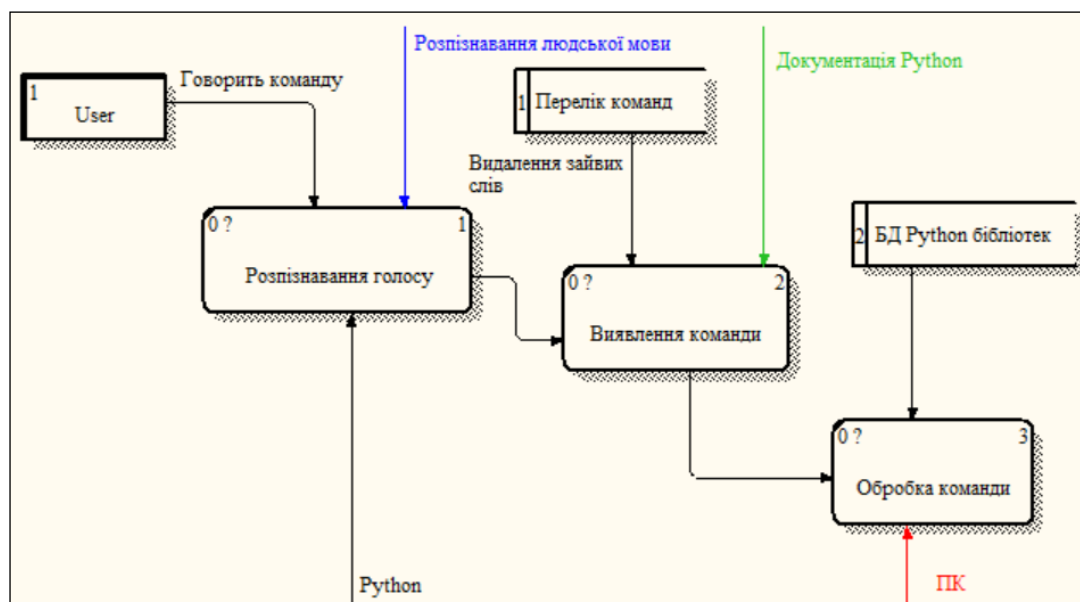 Розпізнавання людської мови
Документація Python
1
User
Говорить команду
1
Перелік команд
Видалення зайвих
слів
0 ?
1
Розпізнавання голосу
2
БД Python бібліотек
0 ?
2
Виявлення команди
0 ?
3
Обробка команди
Python
ПК